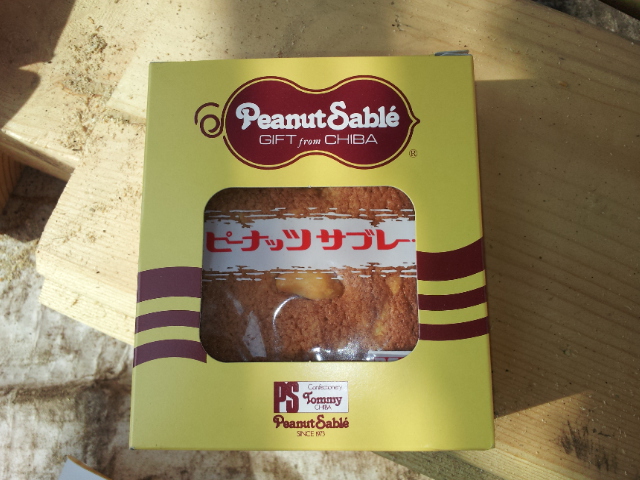 Peanut Sablé
GIFT from CHIBA
®
ピーナッツ サブレー
PS
Confectionery
Tommy
CHIBA
Peanut Sablé
SINCE 1973